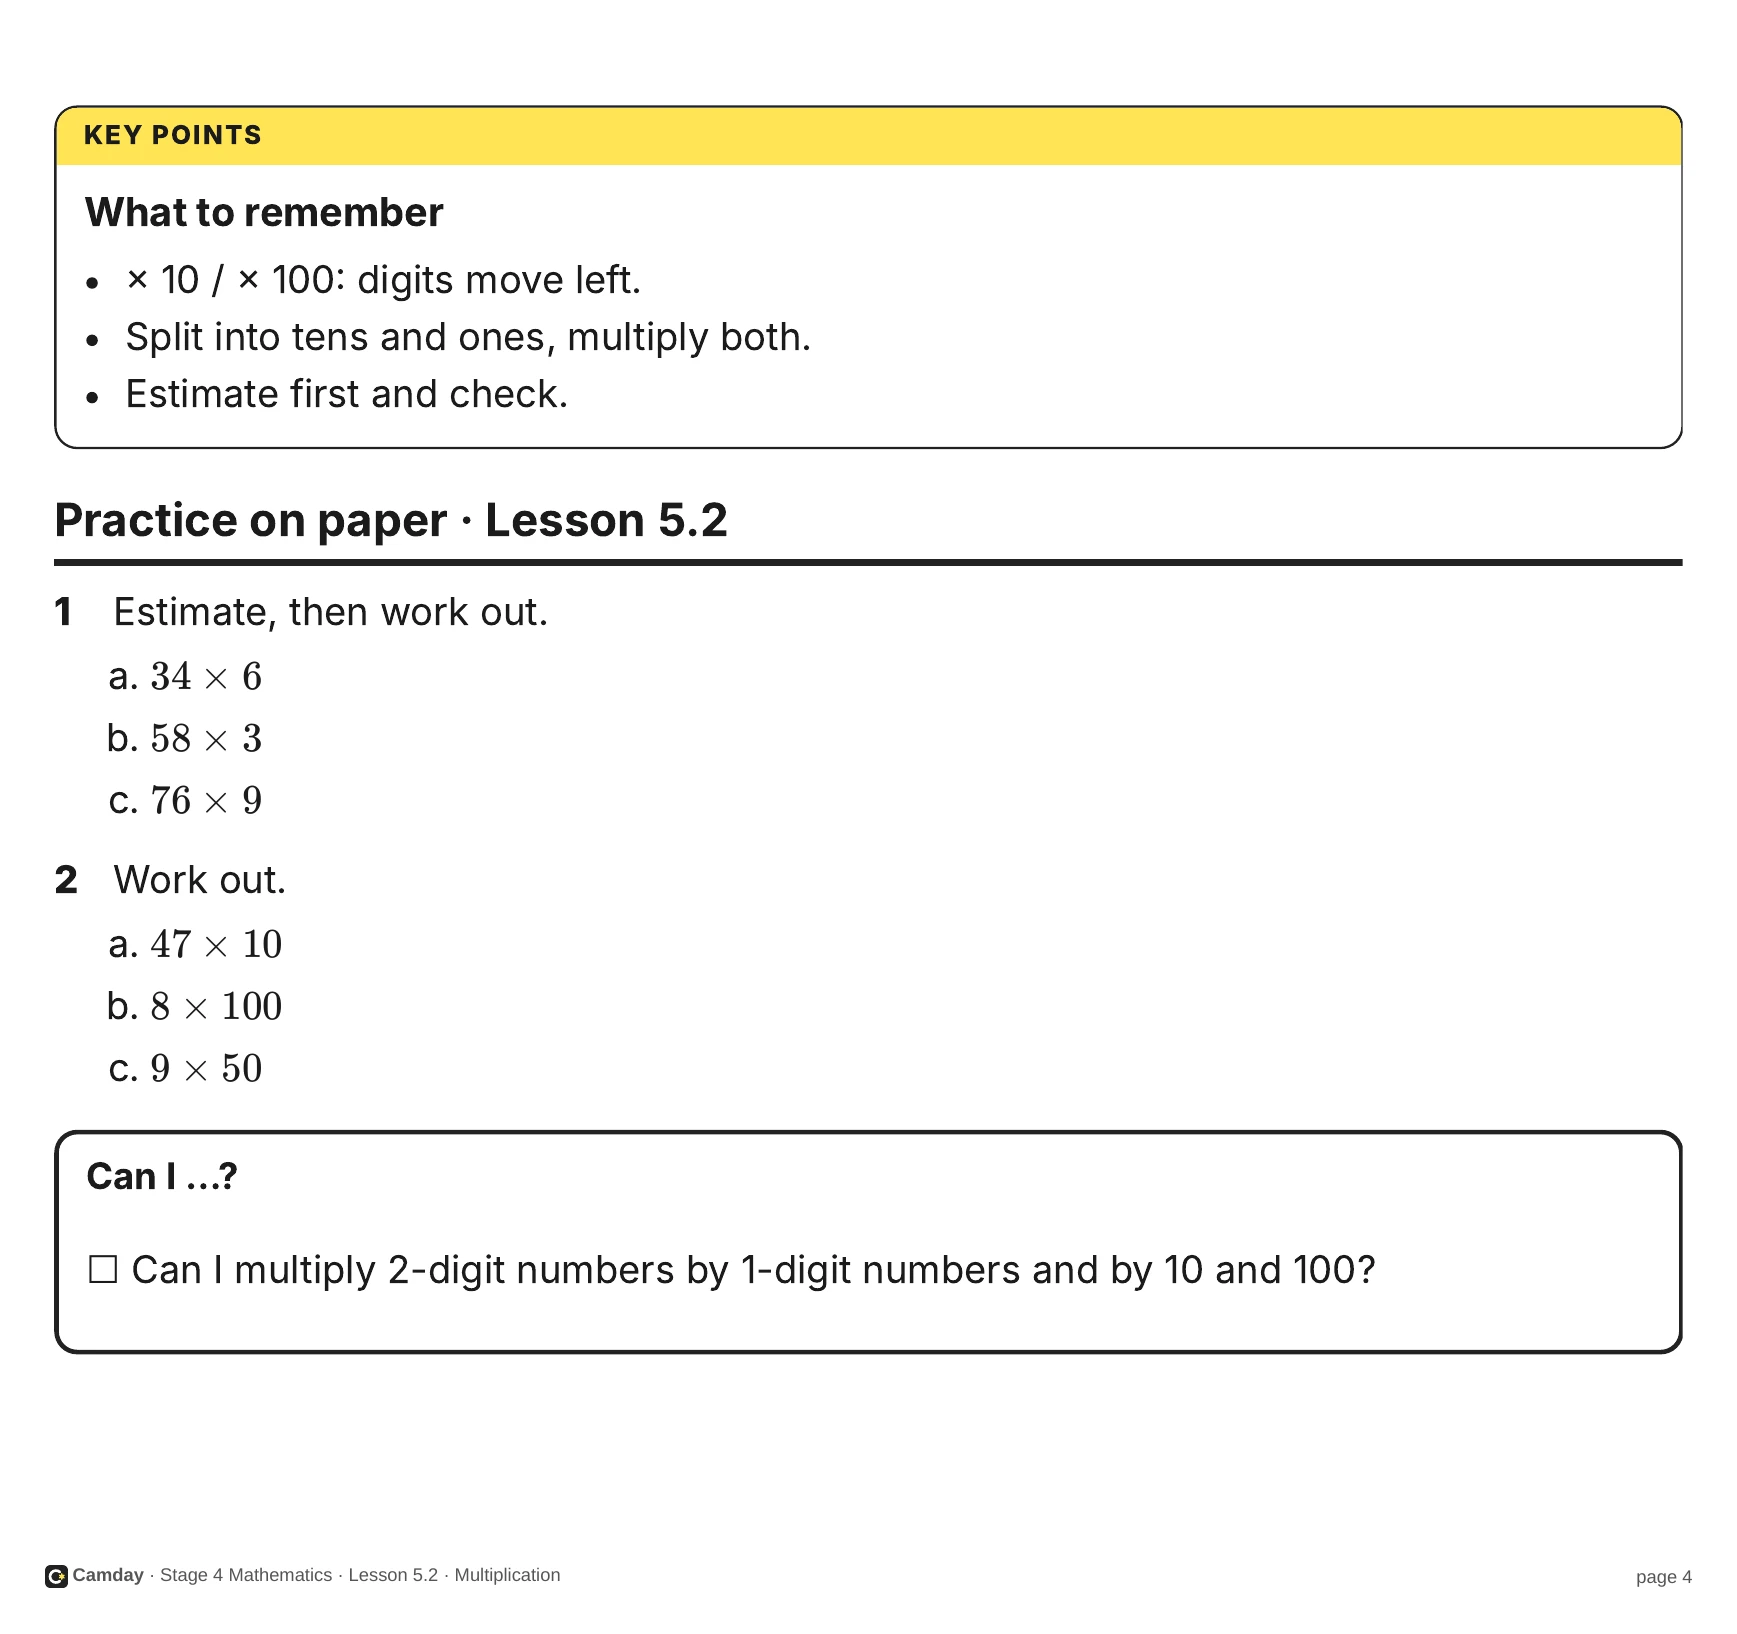 KEY POINTS
What to remember
• × 10 / × 100: digits move left.
• Split into tens and ones, multiply both.
• Estimate first and check.
Practice on paper · Lesson 5.2
1 Estimate, then work out.
a. 34 × 6
b. 58 × 3
c. 76 × 9
2 Work out.
a. 47 × 10
b. 8 × 100
c. 9 × 50
Can I ...?
☐ Can I multiply 2-digit numbers by 1-digit numbers and by 10 and 100?
Camday · Stage 4 Mathematics · Lesson 5.2 · Multiplication
page 4